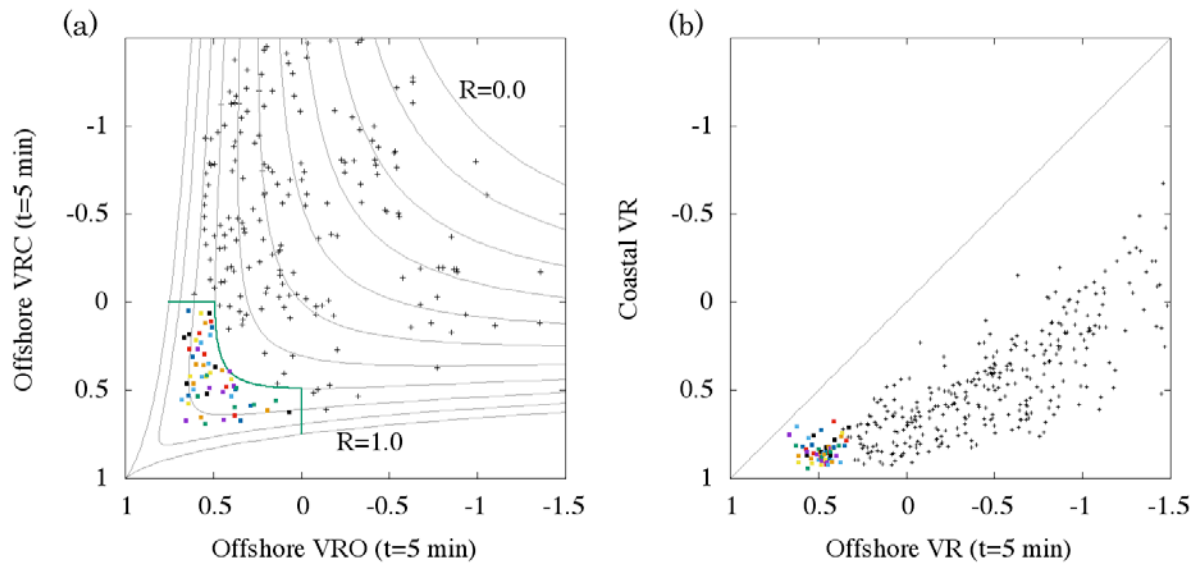 (a)
R=0.0
R=1.0
-1
-0.5
0
0.5
1
1 0.5 0 -0.5 -1 -1.5
Offshore VRC (t=5 min)
Offshore VRO (t=5 min)
(b)
-1
-0.5
0
0.5
1
1 0.5 0 -0.5 -1 -1.5
Coastal VR
Offshore VR (t=5 min)